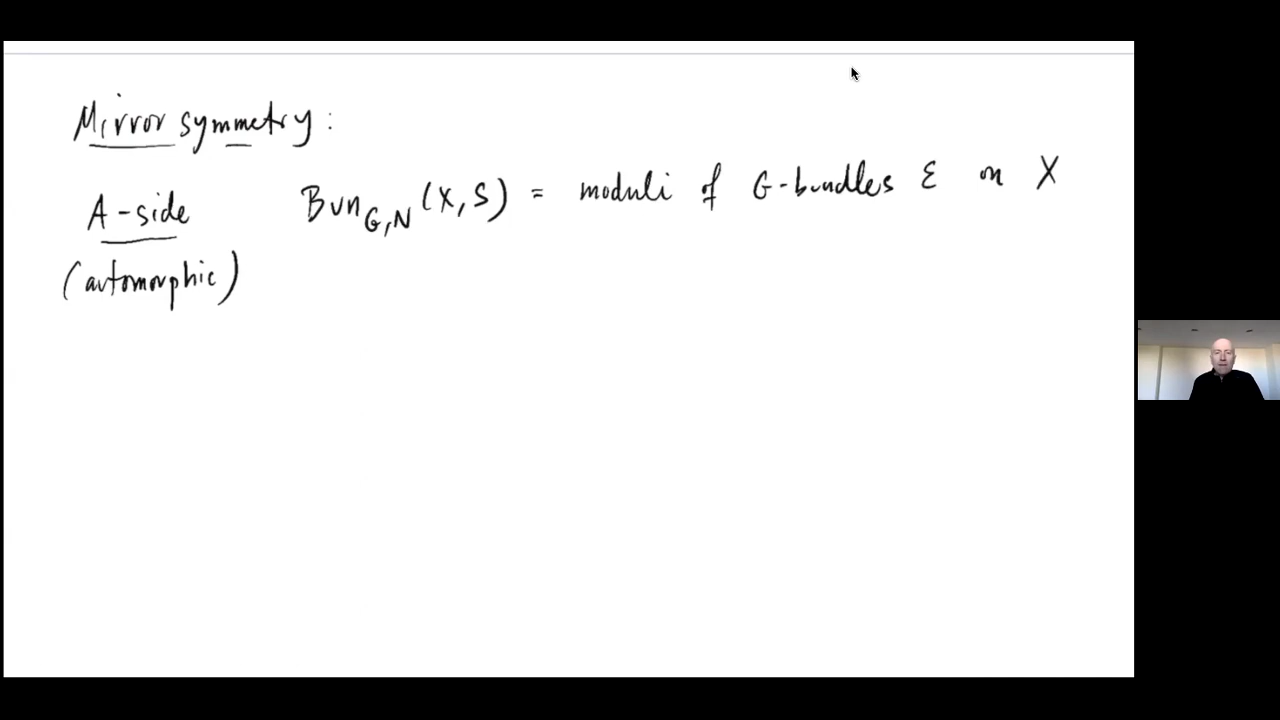 Mirror symmetry :
A-side Bun_{G,N} (X, S) = moduli of G-bundles ℰ on X
(automorphic)